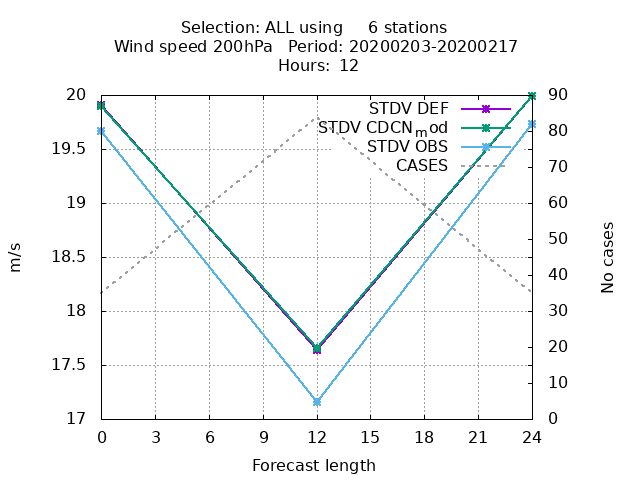 Selection: ALL using     6 stations
Wind speed 200hPa   Period: 20200203-20200217
Hours:  12
20 STDV DEF 90
STDV CDCN_mod 80
19.5 STDV OBS
CASES 70
19 60
18.5 50
40
18 30
17.5 20
10
17 0
m/s
No cases
0 3 6 9 12 15 18 21 24
Forecast length